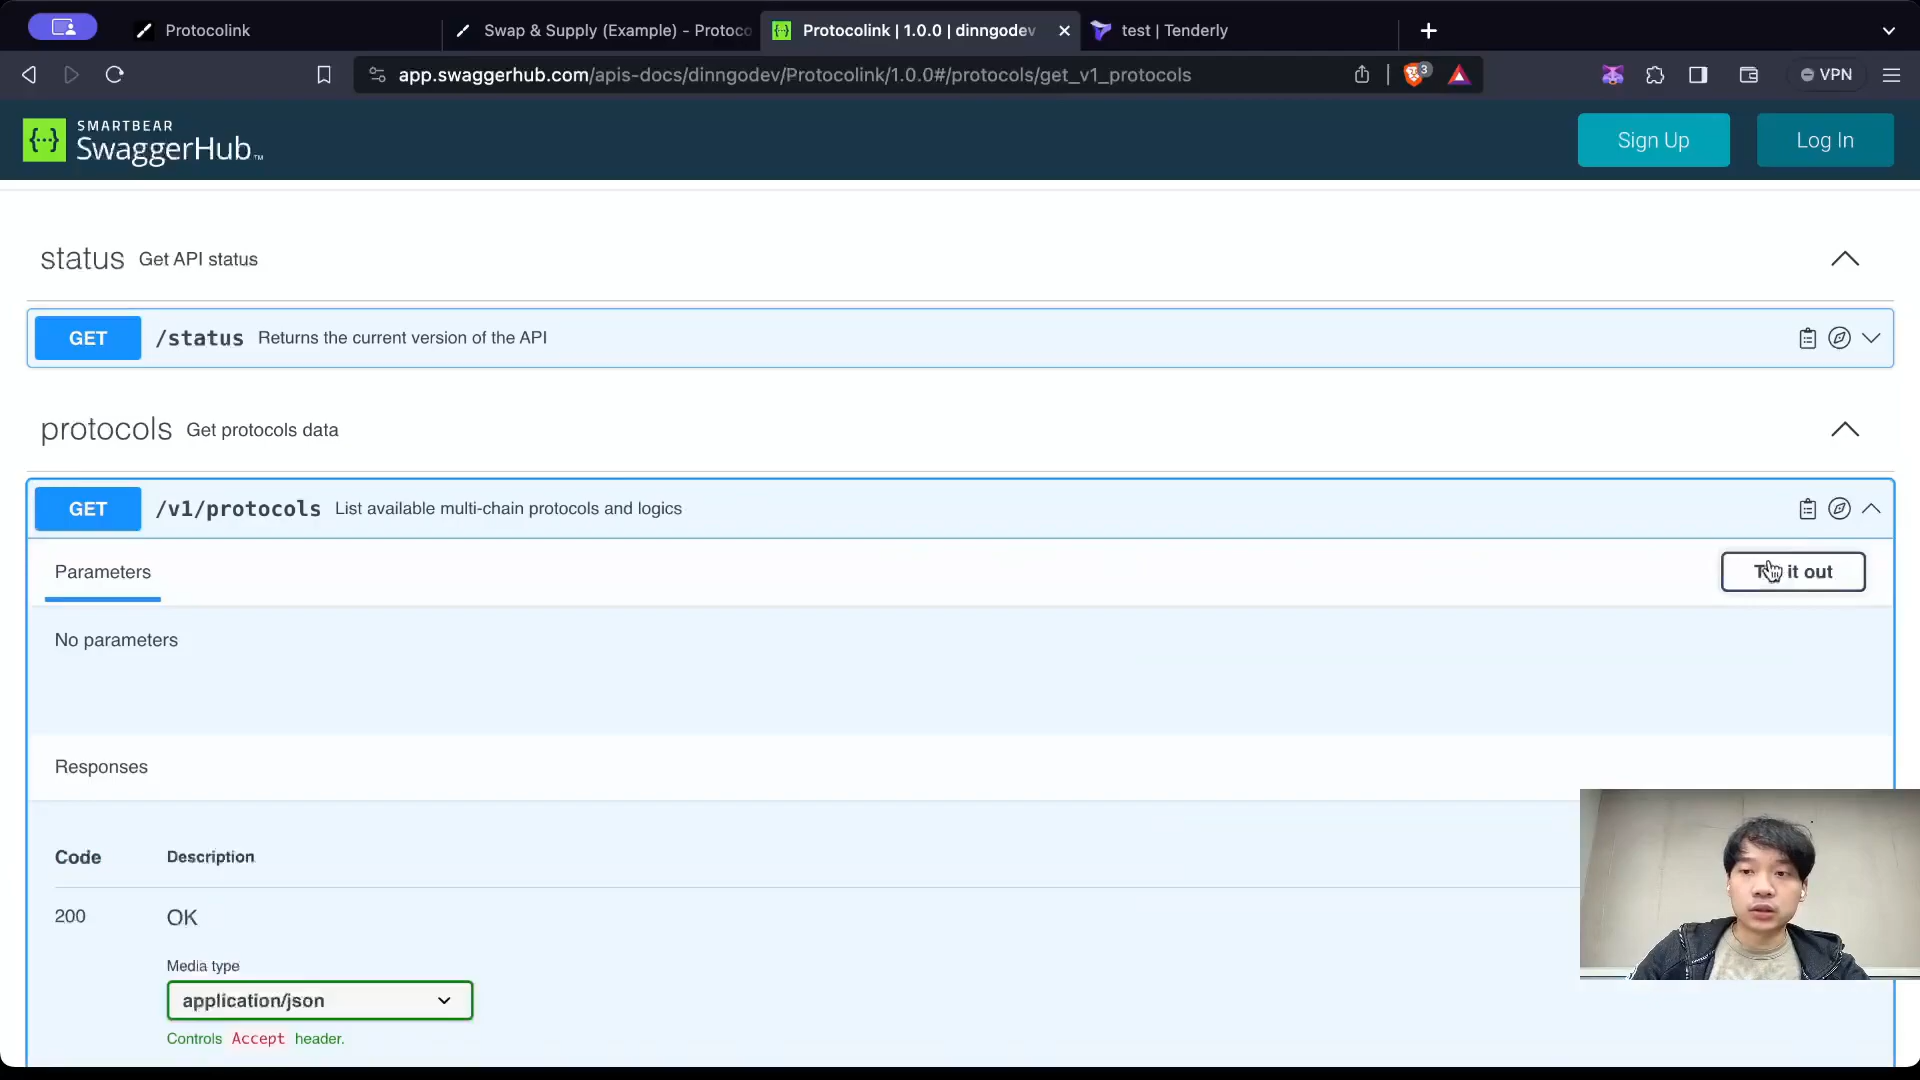 Protocolink
Swap & Supply (Example) - Protoco
Protocolink | 1.0.0 | dinngodev
test | Tenderly
app.swaggerhub.com/apis-docs/dinngodev/Protocolink/1.0.0#/protocols/get_v1_protocols
3
VPN
SMARTBEAR
SwaggerHub™
Sign Up
Log In
status Get API status
GET /status Returns the current version of the API
protocols Get protocols data
GET /v1/protocols List available multi-chain protocols and logics
Parameters
it out
No parameters
Responses
Code Description
200 OK
Media type
application/json
Controls Accept header.